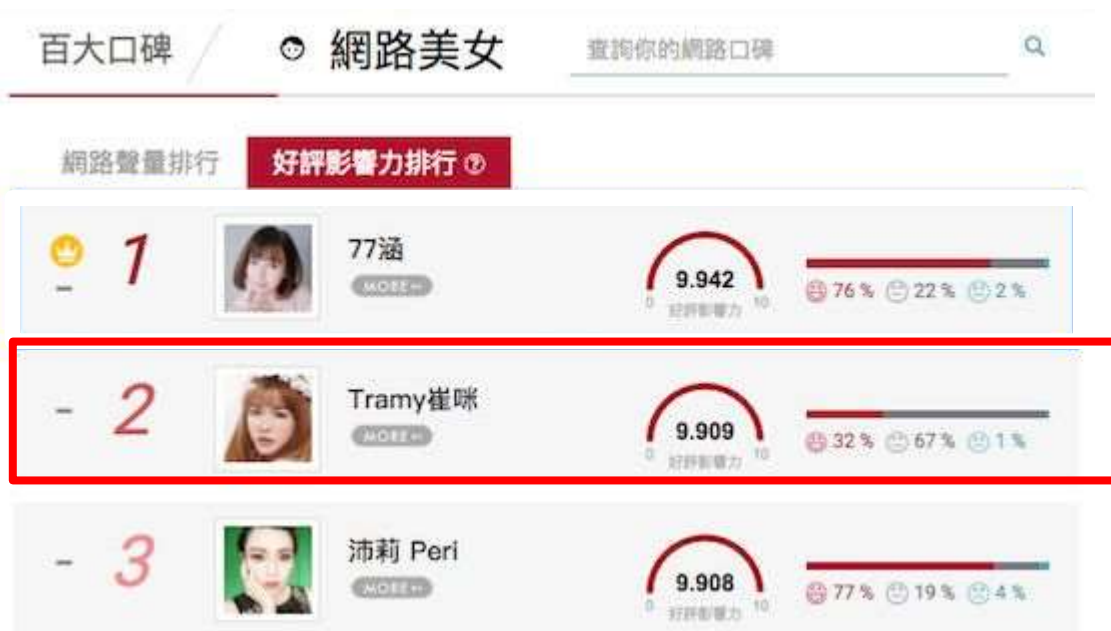 百大口碑 網路美女 查詢你的網路口碑
網路聲量排行 好評影響力排行 ?
1 77涵 9.942 76% 22% 2%
MORE
0 好評影響力 10
2 Tramy崔咪 9.909 32% 67% 1%
MORE
0 好評影響力 10
3 沛莉 Peri 9.908 77% 19% 4%
MORE
0 好評影響力 10